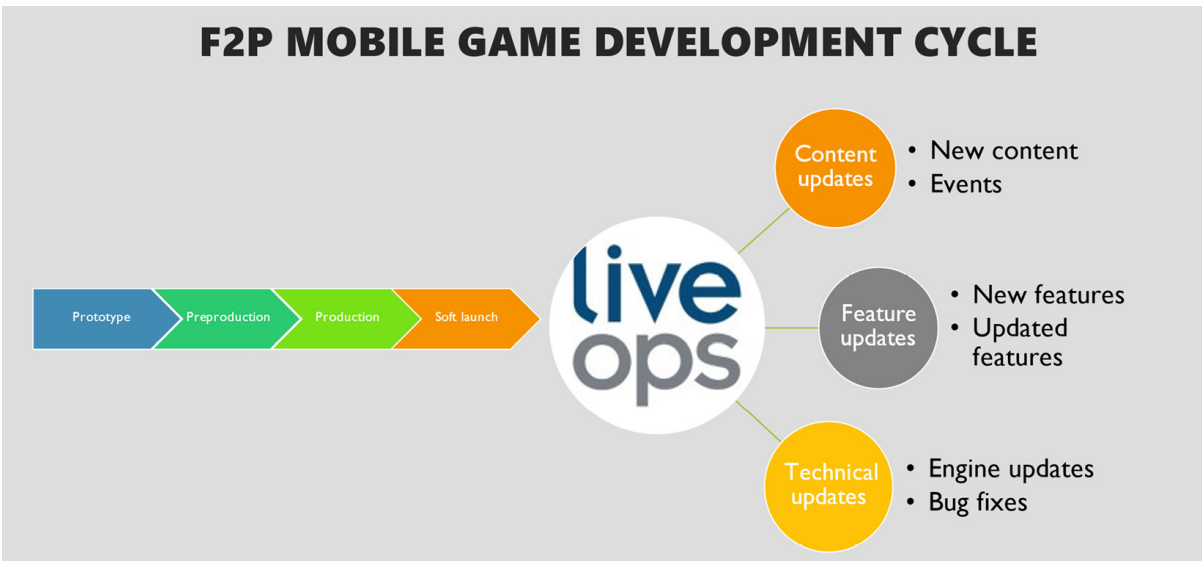 F2P MOBILE GAME DEVELOPMENT CYCLE
Prototype
Preproduction
Production
Soft launch
live
ops
Content
updates
• New content
• Events
Feature
updates
• New features
• Updated
features
Technical
updates
• Engine updates
• Bug fixes